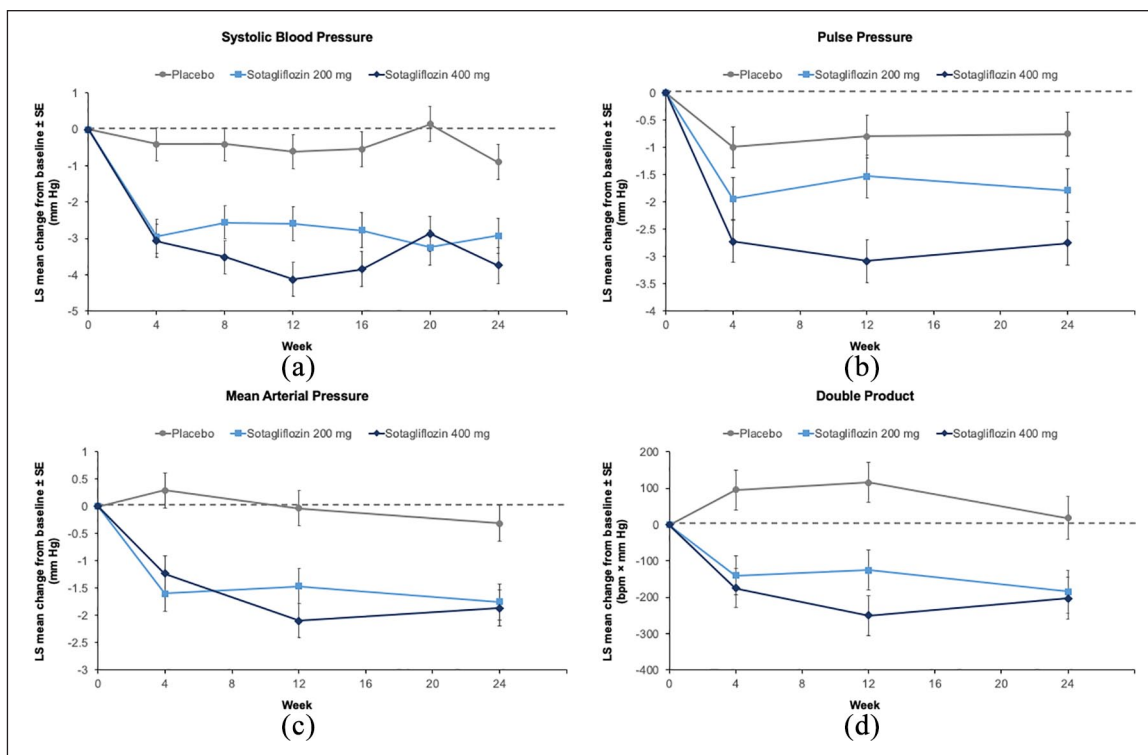 Systolic Blood Pressure
Placebo Sotagliflozin 200 mg Sotagliflozin 400 mg
LS mean change from baseline ± SE
(mm Hg)
1
0
-1
-2
-3
-4
-5
0 4 8 12 16 20 24
Week
(a)
Pulse Pressure
Placebo Sotagliflozin 200 mg Sotagliflozin 400 mg
LS mean change from baseline ± SE
(mm Hg)
0
-0.5
-1
-1.5
-2
-2.5
-3
-3.5
-4
0 4 8 12 16 20 24
Week
(b)
Mean Arterial Pressure
Placebo Sotagliflozin 200 mg Sotagliflozin 400 mg
LS mean change from baseline ± SE
(mm Hg)
1
0.5
0
-0.5
-1
-1.5
-2
-2.5
-3
0 4 8 12 16 20 24
Week
(c)
Double Product
Placebo Sotagliflozin 200 mg Sotagliflozin 400 mg
LS mean change from baseline ± SE
(bpm × mm Hg)
200
100
0
-100
-200
-300
-400
0 4 8 12 16 20 24
Week
(d)